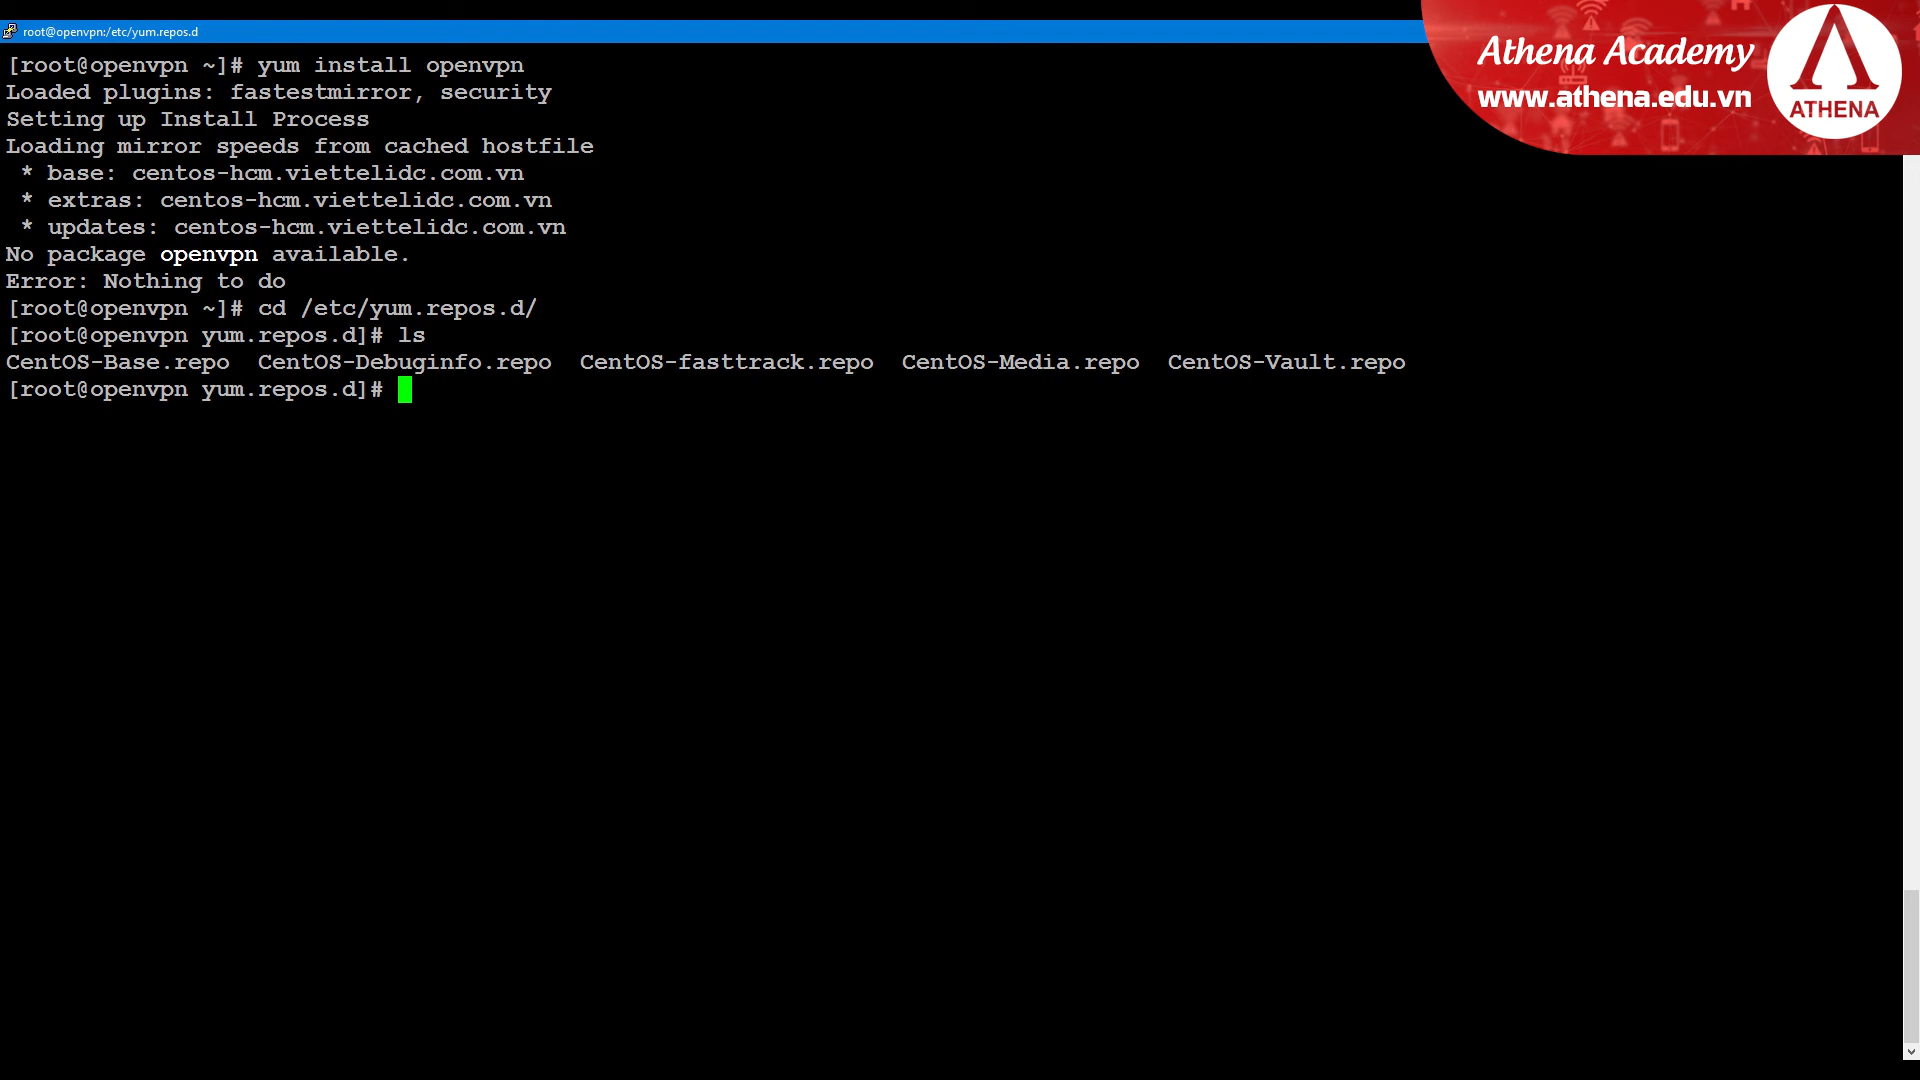 root@openvpn:/etc/yum.repos.d
Athena Academy
www.athena.edu.vn
ATHENA
[root@openvpn ~]# yum install openvpn
Loaded plugins: fastestmirror, security
Setting up Install Process
Loading mirror speeds from cached hostfile
 * base: centos-hcm.viettelidc.com.vn
 * extras: centos-hcm.viettelidc.com.vn
 * updates: centos-hcm.viettelidc.com.vn
No package openvpn available.
Error: Nothing to do
[root@openvpn ~]# cd /etc/yum.repos.d/
[root@openvpn yum.repos.d]# ls
CentOS-Base.repo  CentOS-Debuginfo.repo  CentOS-fasttrack.repo  CentOS-Media.repo  CentOS-Vault.repo
[root@openvpn yum.repos.d]#